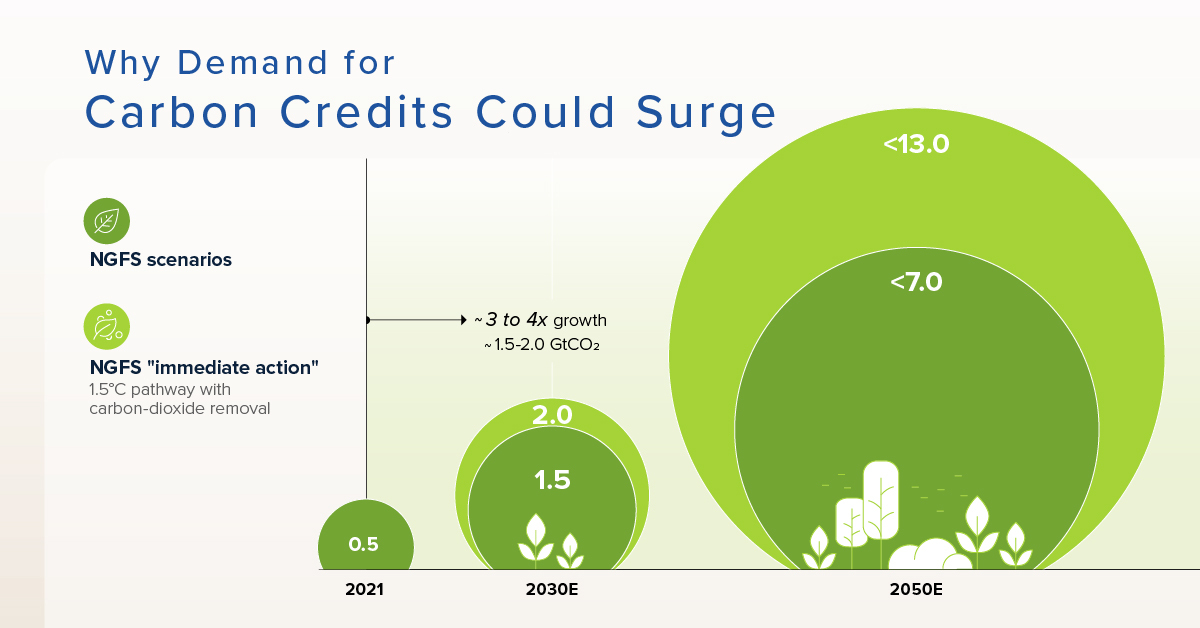 Why Demand for
Carbon Credits Could Surge
NGFS scenarios
NGFS "immediate action"
1.5°C pathway with
carbon-dioxide removal
~3 to 4x growth
~1.5-2.0 GtCO₂
0.5
2.0
1.5
<13.0
<7.0
2021
2030E
2050E